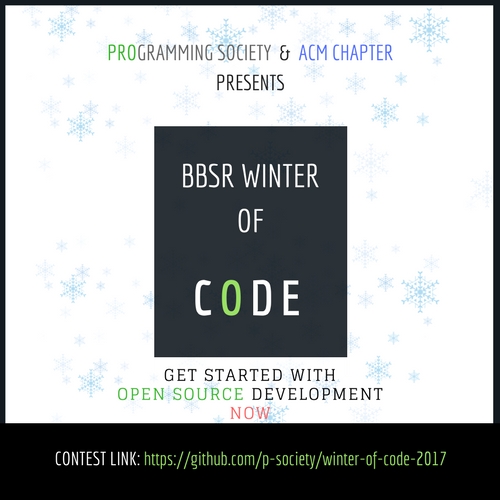 PROGRAMMING SOCIETY & ACM CHAPTER
PRESENTS
BBSR WINTER
OF
CODE
GET STARTED WITH
OPEN SOURCE DEVELOPMENT
NOW
CONTEST LINK: https://github.com/p-society/winter-of-code-2017